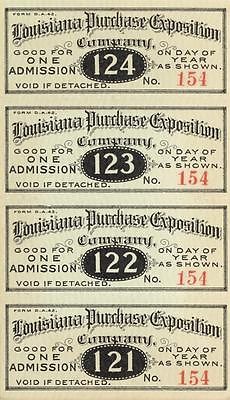 FORM D.A.42.
Louisiana Purchase Exposition
Company.
GOOD FOR ONE ADMISSION 124 ON DAY OF YEAR AS SHOWN.
VOID IF DETACHED. No. 154
FORM D.A.42.
Louisiana Purchase Exposition
Company.
GOOD FOR ONE ADMISSION 123 ON DAY OF YEAR AS SHOWN.
VOID IF DETACHED. No. 154
FORM D.A.42.
Louisiana Purchase Exposition
Company.
GOOD FOR ONE ADMISSION 122 ON DAY OF YEAR AS SHOWN.
VOID IF DETACHED. No. 154
FORM D.A.42.
Louisiana Purchase Exposition
Company.
GOOD FOR ONE ADMISSION 121 ON DAY OF YEAR AS SHOWN.
VOID IF DETACHED. No. 154